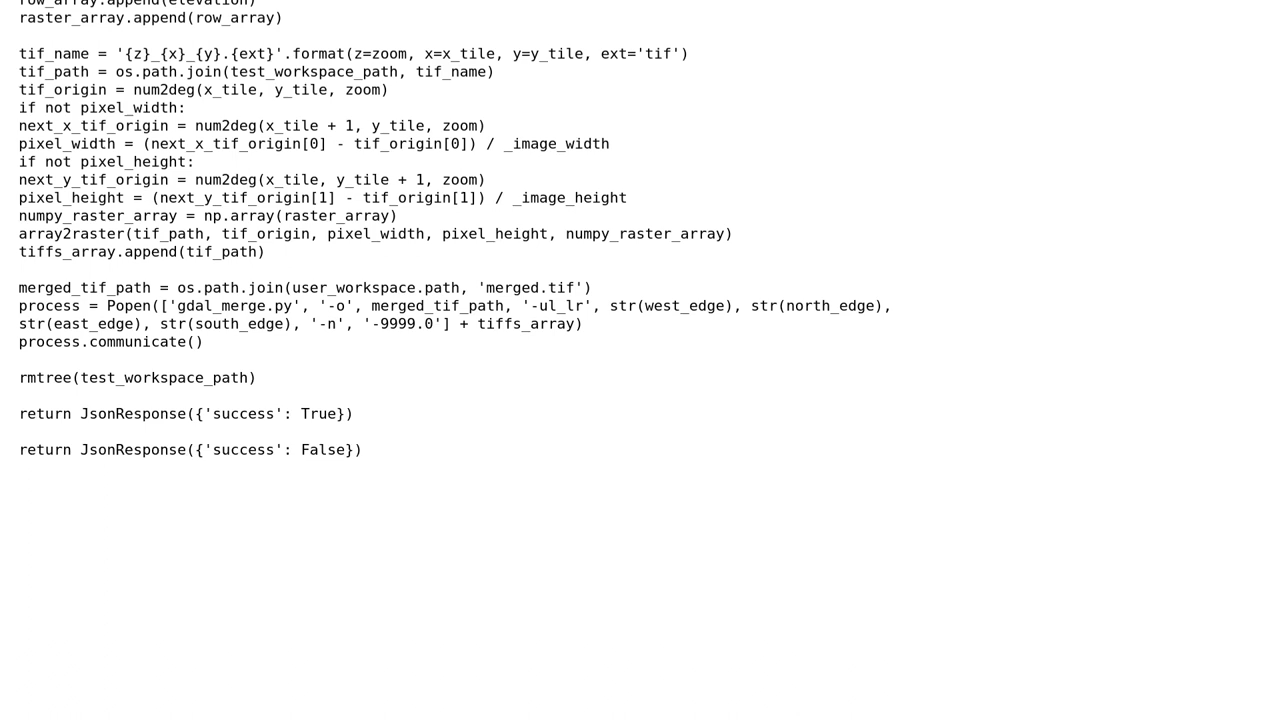 row_array.append(elevation)
raster_array.append(row_array)

tif_name = '{z}_{x}_{y}.{ext}'.format(z=zoom, x=x_tile, y=y_tile, ext='tif')
tif_path = os.path.join(test_workspace_path, tif_name)
tif_origin = num2deg(x_tile, y_tile, zoom)
if not pixel_width:
next_x_tif_origin = num2deg(x_tile + 1, y_tile, zoom)
pixel_width = (next_x_tif_origin[0] - tif_origin[0]) / _image_width
if not pixel_height:
next_y_tif_origin = num2deg(x_tile, y_tile + 1, zoom)
pixel_height = (next_y_tif_origin[1] - tif_origin[1]) / _image_height
numpy_raster_array = np.array(raster_array)
array2raster(tif_path, tif_origin, pixel_width, pixel_height, numpy_raster_array)
tiffs_array.append(tif_path)

merged_tif_path = os.path.join(user_workspace.path, 'merged.tif')
process = Popen(['gdal_merge.py', '-o', merged_tif_path, '-ul_lr', str(west_edge), str(north_edge),
str(east_edge), str(south_edge), '-n', '-9999.0'] + tiffs_array)
process.communicate()

rmtree(test_workspace_path)

return JsonResponse({'success': True})

return JsonResponse({'success': False})